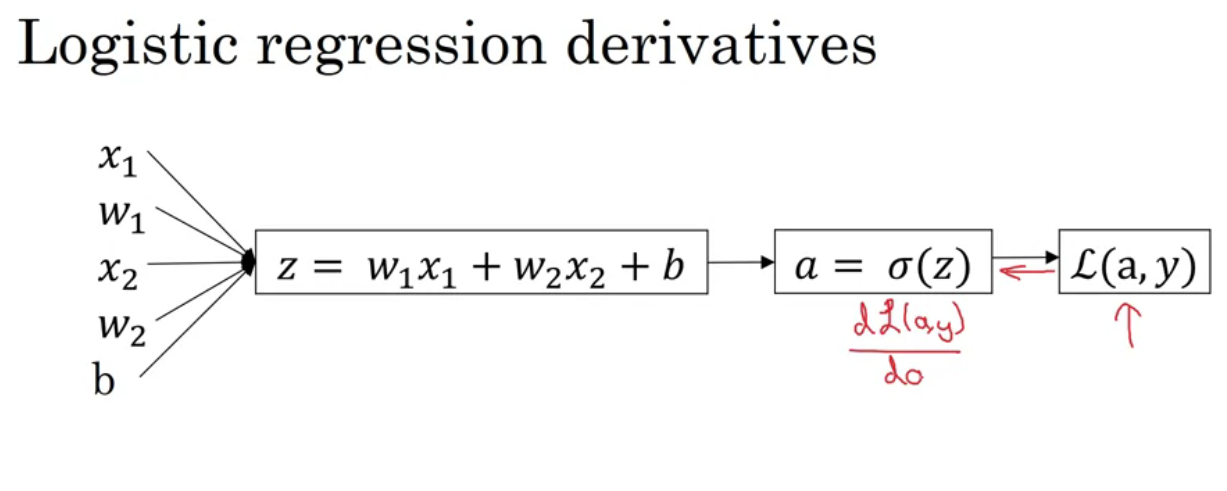 Logistic regression derivatives
x₁
w₁
x₂
w₂
b
z = w₁x₁ + w₂x₂ + b
a = σ(z)
ℒ(a, y)
dℒ(a,y)
da